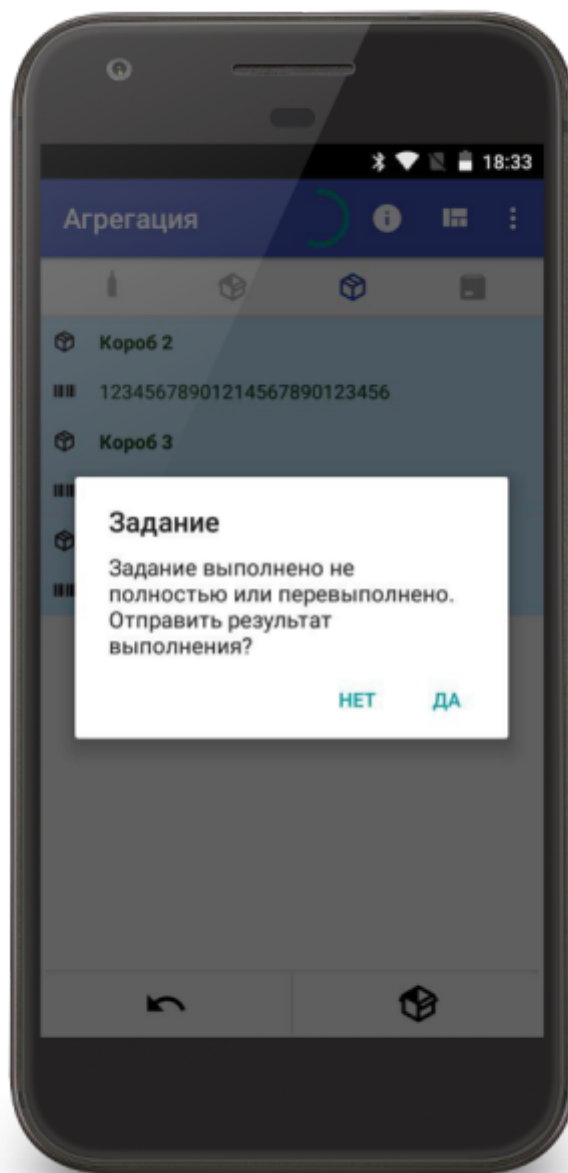 18:33
Агрегация
Короб 2
12345678901214567890123456
Короб 3
Задание
Задание выполнено не
полностью или перевыполнено.
Отправить результат
выполнения?
НЕТ ДА